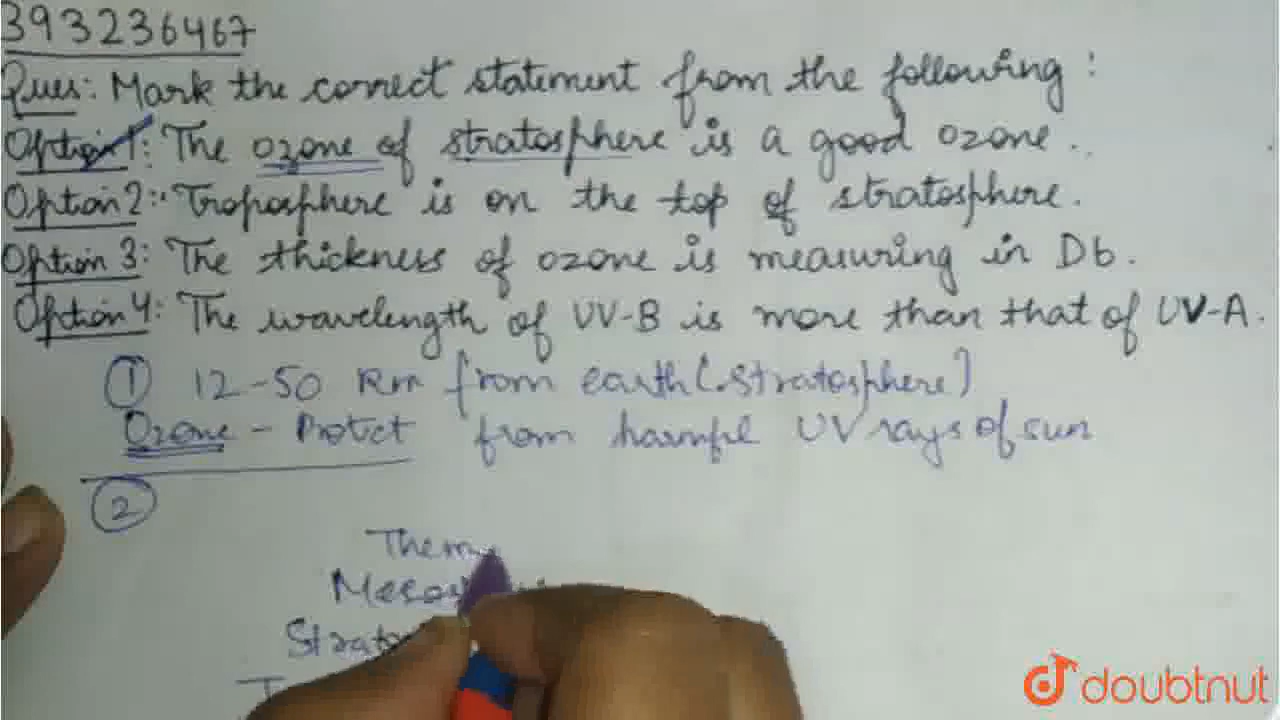 393236467
Ques: Mark the correct statement from the following:
Option 1: The ozone of stratosphere is a good ozone.
Option 2: Troposphere is on the top of stratosphere.
Option 3: The thickness of ozone is measuring in Db.
Option 4: The wavelength of UV-B is more than that of UV-A.
① 12-50 Km from earth (stratosphere)
Ozone - Protect from harmful UV rays of sun
②
doubtnut